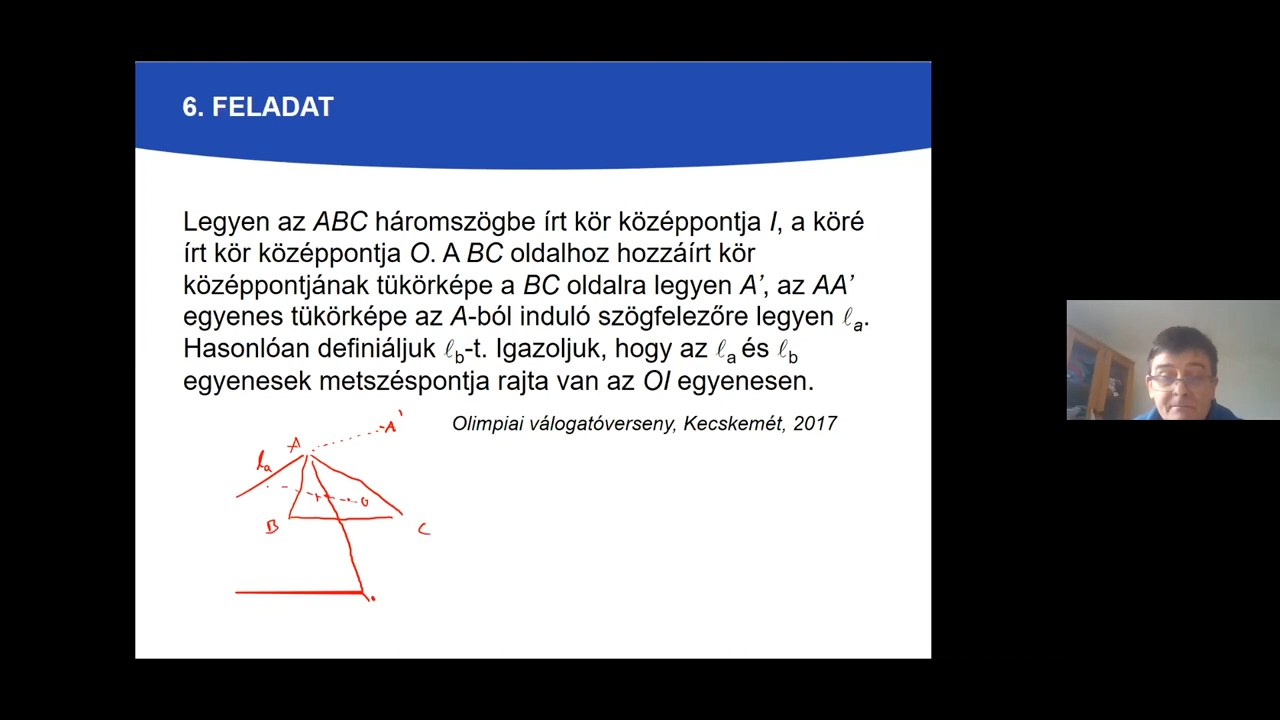 6. FELADAT
Legyen az ABC háromszögbe írt kör középpontja I, a köré
írt kör középpontja O. A BC oldalhoz hozzáírt kör
középpontjának tükörképe a BC oldalra legyen A’, az AA’
egyenes tükörképe az A-ból induló szögfelezőre legyen ℓa.
Hasonlóan definiáljuk ℓb-t. Igazoljuk, hogy az ℓa és ℓb
egyenesek metszéspontja rajta van az OI egyenesen.
Olimpiai válogatóverseny, Kecskemét, 2017
A'
A
la
O
B
C